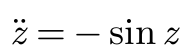 z̈ = − sin z